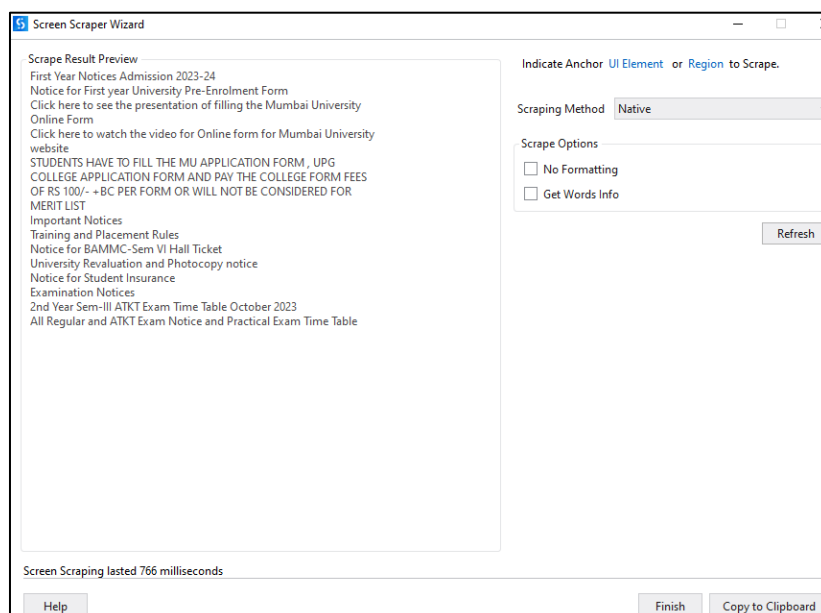 Screen Scraper Wizard
Scrape Result Preview
First Year Notices Admission 2023-24
Notice for First year University Pre-Enrolment Form
Click here to see the presentation of filling the Mumbai University
Online Form
Click here to watch the video for Online form for Mumbai University
website
STUDENTS HAVE TO FILL THE MU APPLICATION FORM , UPG
COLLEGE APPLICATION FORM AND PAY THE COLLEGE FORM FEES
OF RS 100/- +BC PER FORM OR WILL NOT BE CONSIDERED FOR
MERIT LIST
Important Notices
Training and Placement Rules
Notice for BAMMC-Sem VI Hall Ticket
University Revaluation and Photocopy notice
Notice for Student Insurance
Examination Notices
2nd Year Sem-III ATKT Exam Time Table October 2023
All Regular and ATKT Exam Notice and Practical Exam Time Table
Indicate Anchor UI Element or Region to Scrape.
Scraping Method Native
Scrape Options
No Formatting
Get Words Info
Refresh
Screen Scraping lasted 766 milliseconds
Help
Finish
Copy to Clipboard